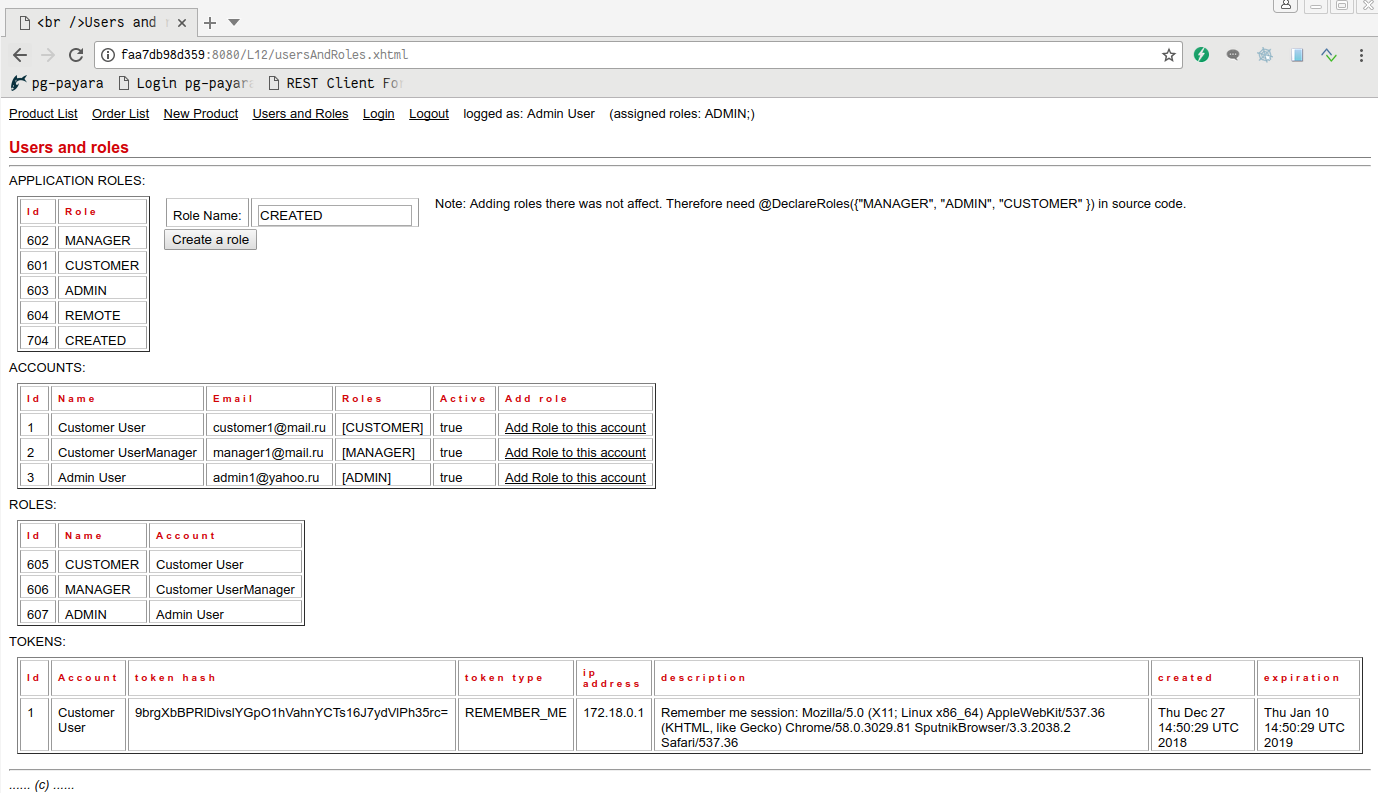 <br />Users and
faa7db98d359:8080/L12/usersAndRoles.xhtml
pg-payara Login pg-payar REST Client Fo
Product List Order List New Product Users and Roles Login Logout logged as: Admin User (assigned roles: ADMIN;)
Users and roles
APPLICATION ROLES:
Id Role
602 MANAGER
601 CUSTOMER
603 ADMIN
604 REMOTE
704 CREATED
Role Name: CREATED
Create a role
Note: Adding roles there was not affect. Therefore need @DeclareRoles({"MANAGER", "ADMIN", "CUSTOMER" }) in source code.
ACCOUNTS:
Id Name Email Roles Active Add role
1 Customer User customer1@mail.ru [CUSTOMER] true Add Role to this account
2 Customer UserManager manager1@mail.ru [MANAGER] true Add Role to this account
3 Admin User admin1@yahoo.ru [ADMIN] true Add Role to this account
ROLES:
Id Name Account
605 CUSTOMER Customer User
606 MANAGER Customer UserManager
607 ADMIN Admin User
TOKENS:
Id Account token hash token type ip address description created expiration
1 Customer User 9brgXbBPRlDivslYGpO1hVahnYCTs16J7ydVlPh35rc= REMEMBER_ME 172.18.0.1 Remember me session: Mozilla/5.0 (X11; Linux x86_64) AppleWebKit/537.36 (KHTML, like Gecko) Chrome/58.0.3029.81 SputnikBrowser/3.3.2038.2 Safari/537.36 Thu Dec 27 14:50:29 UTC 2018 Thu Jan 10 14:50:29 UTC 2019
...... (c) ......